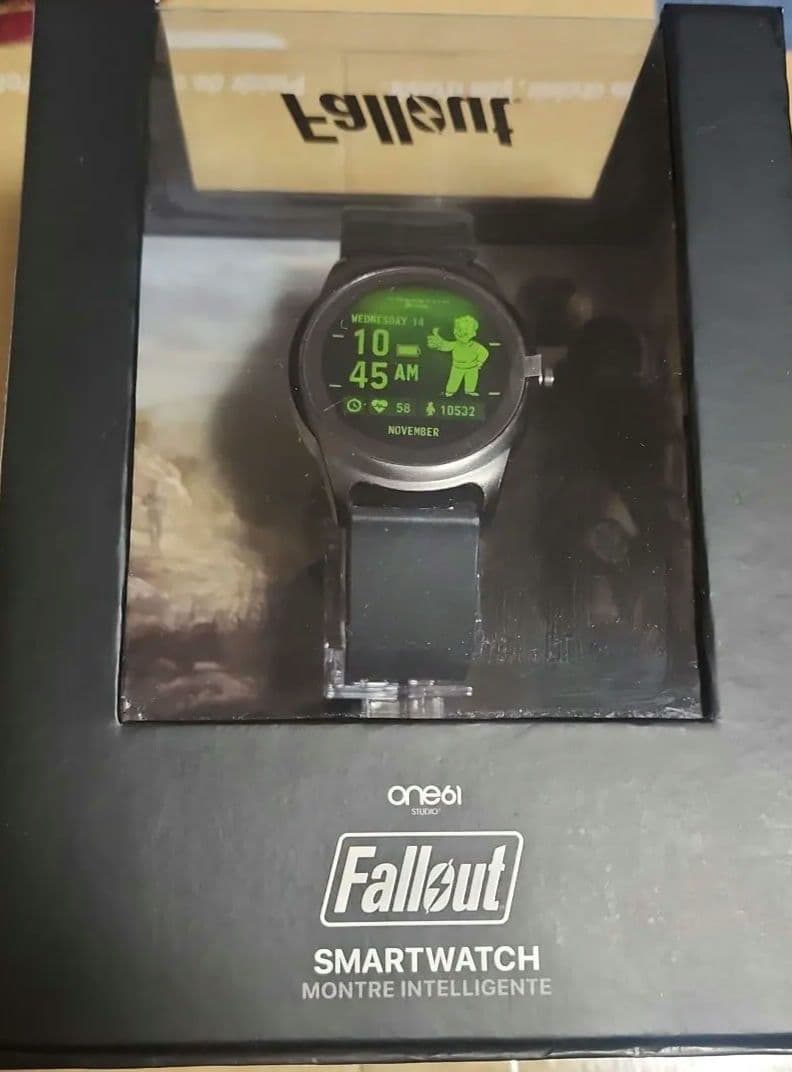 Fallout
WEDNESDAY 14
10
45 AM
58 10532
NOVEMBER
one61
STUDIO
Fallout
SMARTWATCH
MONTRE INTELLIGENTE